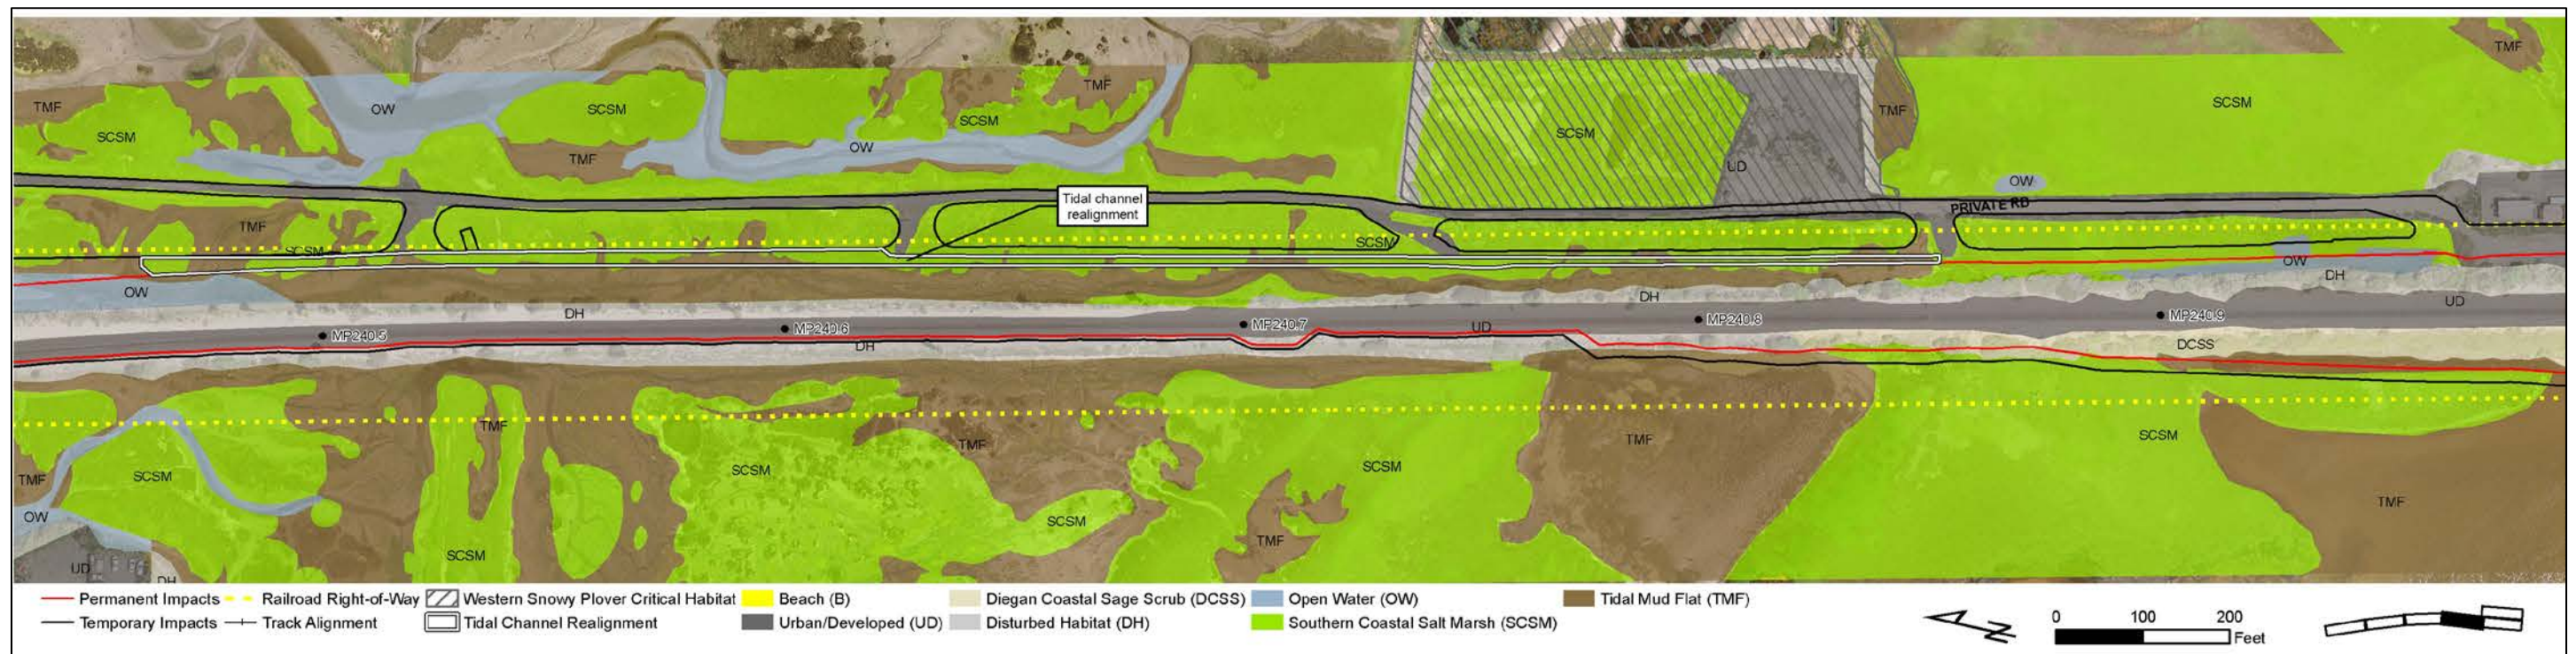 TMF
TMF
TMF
OW
SCSM
SCSM
TMF
SCSM
SCSM
SCSM
OW
TMF
UD
OW
Tidal channel
realignment
PRIVATE RD
TMF
SCSM
SCSM
OW
DH
OW
DH
UD
DH
MP240.5
MP240.6
MP240.7
UD
MP240.8
MP240.9
DH
DCSS
TMF
TMF
TMF
SCSM
SCSM
SCSM
SCSM
TMF
TMF
OW
SCSM
TMF
SCSM
UD
DH
Permanent Impacts
Railroad Right-of-Way
Western Snowy Plover Critical Habitat
Beach (B)
Diegan Coastal Sage Scrub (DCSS)
Open Water (OW)
Tidal Mud Flat (TMF)
Temporary Impacts
Track Alignment
Tidal Channel Realignment
Urban/Developed (UD)
Disturbed Habitat (DH)
Southern Coastal Salt Marsh (SCSM)
N
0 100 200
Feet